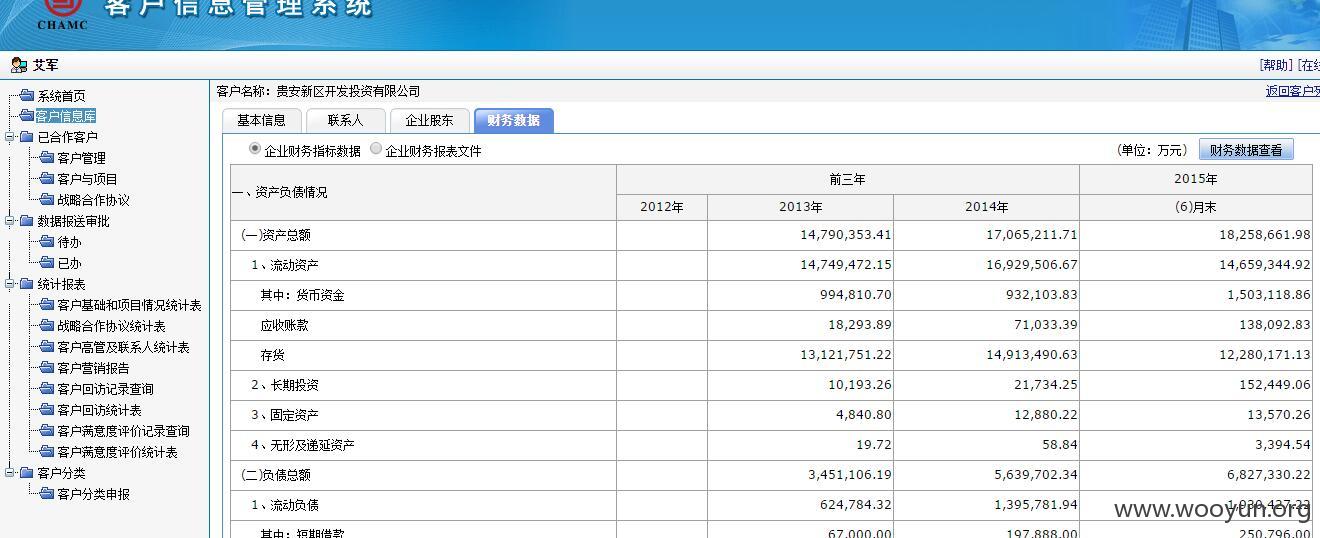 CHAMC
客户信息管理系统
艾军
[帮助] [在线
系统首页
客户信息库
已合作客户
客户管理
客户与项目
战略合作协议
数据报送审批
待办
已办
统计报表
客户基础和项目情况统计表
战略合作协议统计表
客户高管及联系人统计表
客户营销报告
客户回访记录查询
客户回访统计表
客户满意度评价记录查询
客户满意度评价统计表
客户分类
客户分类申报
客户名称：贵安新区开发投资有限公司
返回客户列
基本信息 联系人 企业股东 财务数据
企业财务指标数据 企业财务报表文件 (单位：万元) 财务数据查看
一、资产负债情况 前三年 2015年
2012年 2013年 2014年 (6)月末
(一)资产总额 14,790,353.41 17,065,211.71 18,258,661.98
1、流动资产 14,749,472.15 16,929,506.67 14,659,344.92
其中：货币资金 994,810.70 932,103.83 1,503,118.86
应收账款 18,293.89 71,033.39 138,092.83
存货 13,121,751.22 14,913,490.63 12,280,171.13
2、长期投资 10,193.26 21,734.25 152,449.06
3、固定资产 4,840.80 12,880.22 13,570.26
4、无形及递延资产 19.72 58.84 3,394.54
(二)负债总额 3,451,106.19 5,639,702.34 6,827,330.22
1、流动负债 624,784.32 1,395,781.94
www.wooyun.org
其中：短期借款 67,000.00 197,888.00 250,796.00